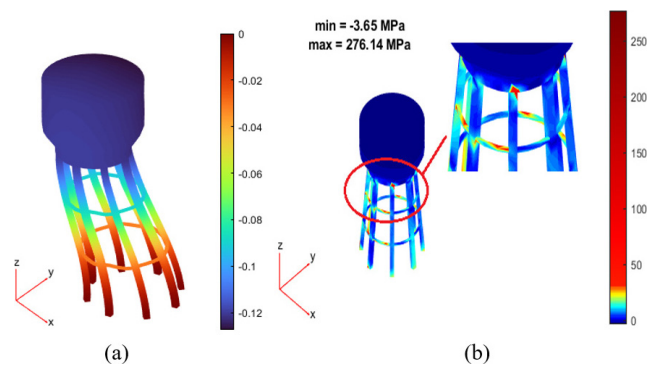 min = -3.65 MPa
max = 276.14 MPa
0
-0.02
-0.04
-0.06
-0.08
-0.1
-0.12
z
y
x
(a)
250
200
150
100
50
0
z
y
x
(b)